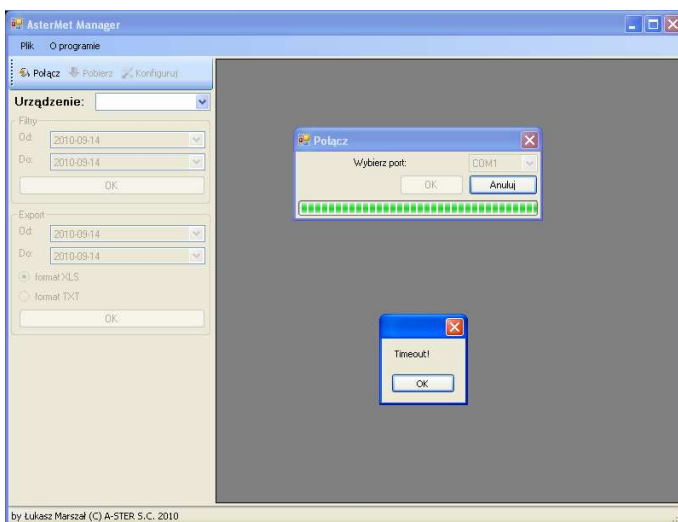 AsterMet Manager
Plik O programie
Połącz Pobierz Konfiguruj
Urządzenie:
Filtry
Od: 2010-09-14
Do: 2010-09-14
OK
Export
Od: 2010-09-14
Do: 2010-09-14
format XLS
format TXT
OK
Połącz
Wybierz port: COM1
OK Anuluj
Timeout!
OK
by Łukasz Marszał (C) A-STER S.C. 2010